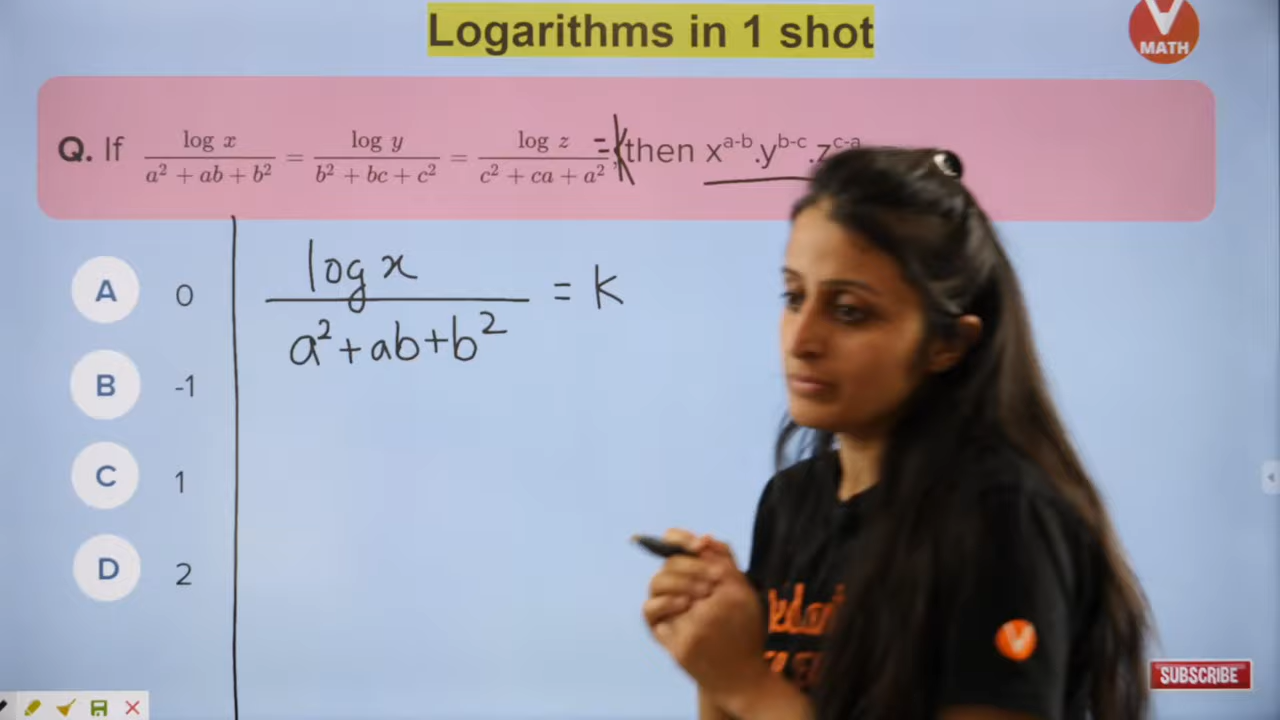 Logarithms in 1 shot
V
MATH
Q. If log x / a² + ab + b² = log y / b² + bc + c² = log z / c² + ca + a² = k, then x^a-b.y^b-c.z^c-a
log x / a²+ab+b² = k
A 0
B -1
C 1
D 2
SUBSCRIBE